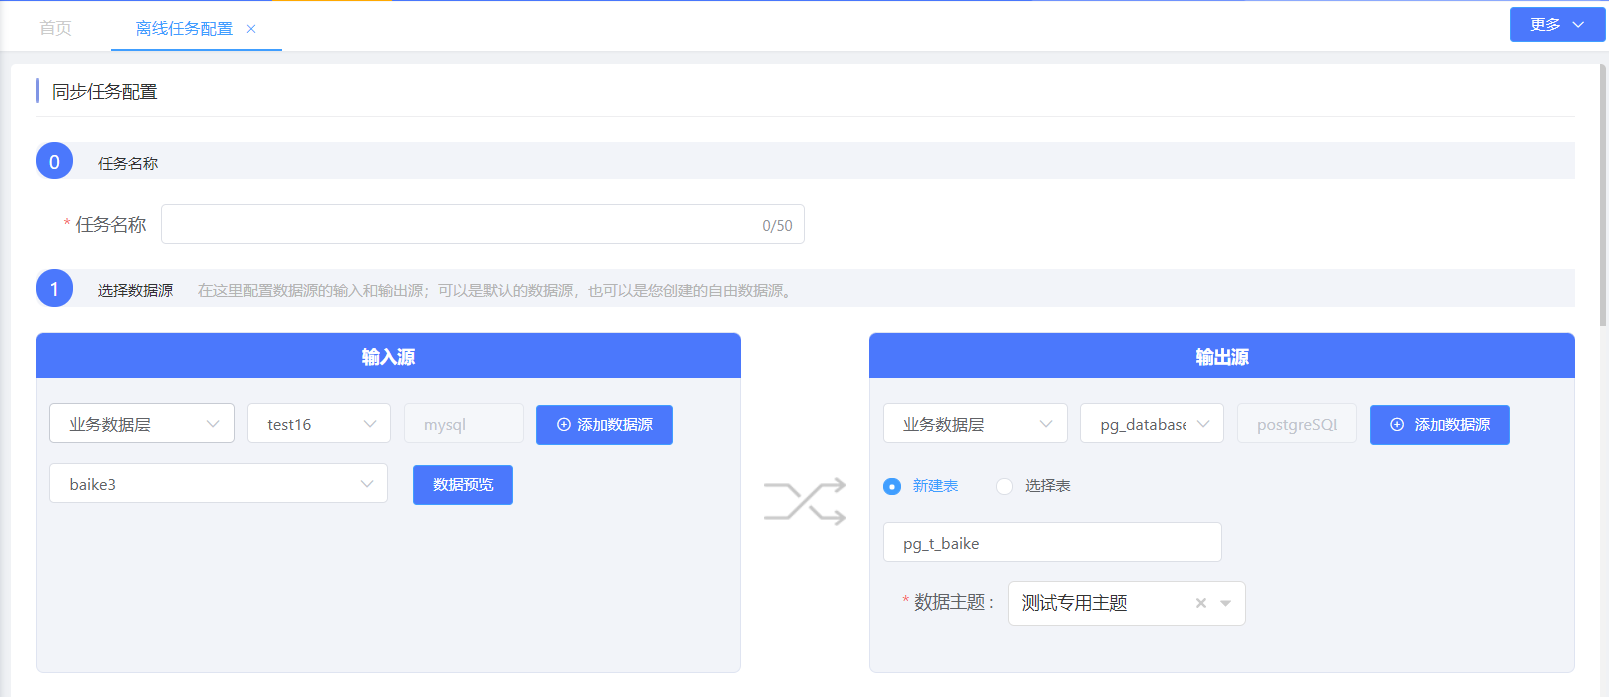 首页
离线任务配置 ×
更多
同步任务配置
0 任务名称
* 任务名称 0/50
1 选择数据源 在这里配置数据源的输入和输出源；可以是默认的数据源，也可以是您创建的自由数据源。
输入源
业务数据层 test16 mysql 添加数据源
baike3 数据预览
输出源
业务数据层 pg_database postgreSQL 添加数据源
新建表 选择表
pg_t_baike
* 数据主题： 测试专用主题 ×